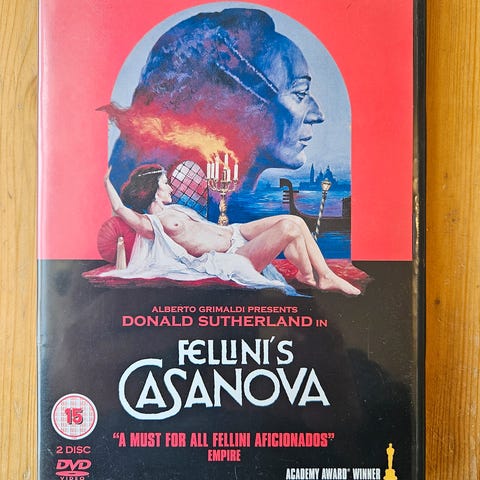 ALBERTO GRIMALDI PRESENTS
DONALD SUTHERLAND IN
FELLINI'S
CASANOVA
15
"A MUST FOR ALL FELLINI AFICIONADOS"
EMPIRE
2 DISC
DVD
VIDEO
ACADEMY AWARD® WINNER